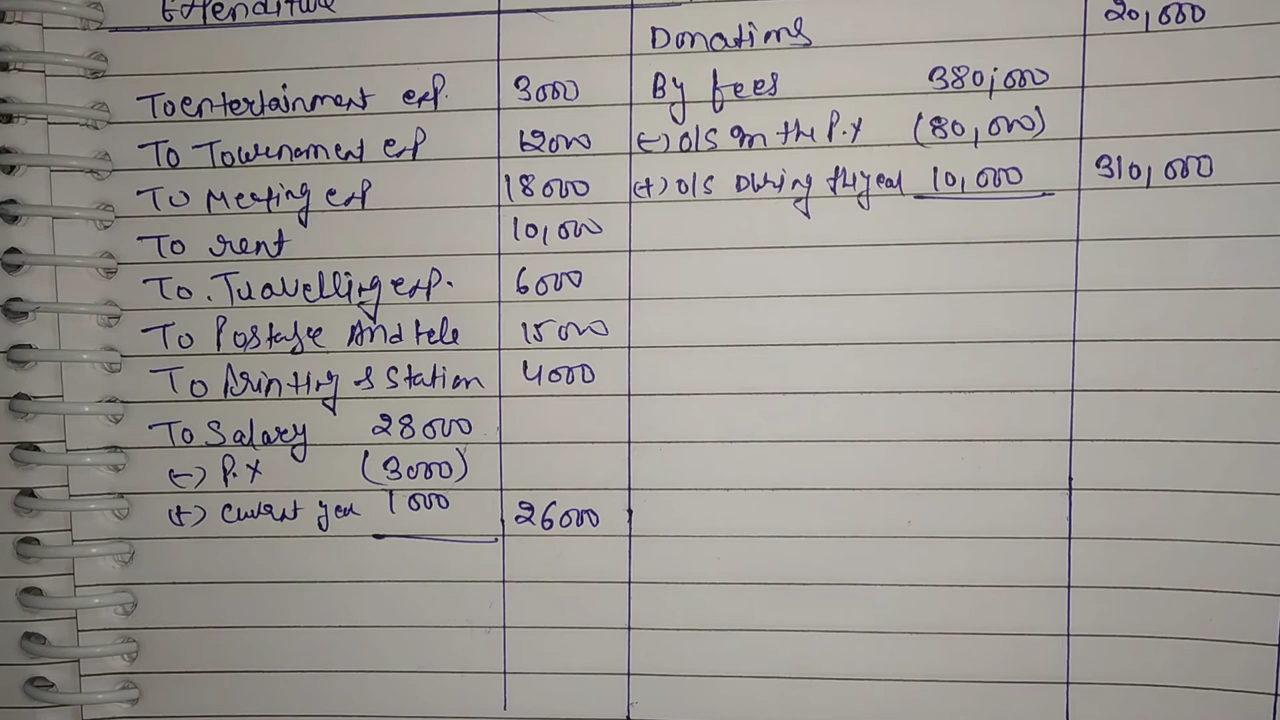 Expenditure
20,000
Donations
To entertainment exp. 3000 By fees 380,000
To Tournament exp 12000 (-) O/S In the P.Y (80,000)
To Meeting exp 18000 (+) O/S During the year 10,000 310,000
To rent 10,000
To. Travelling exp. 6000
To Postage And tele 15000
To Printing & Station 4000
To Salary 28000
(-) P.Y (3000)
(+) Current year 1000 26000